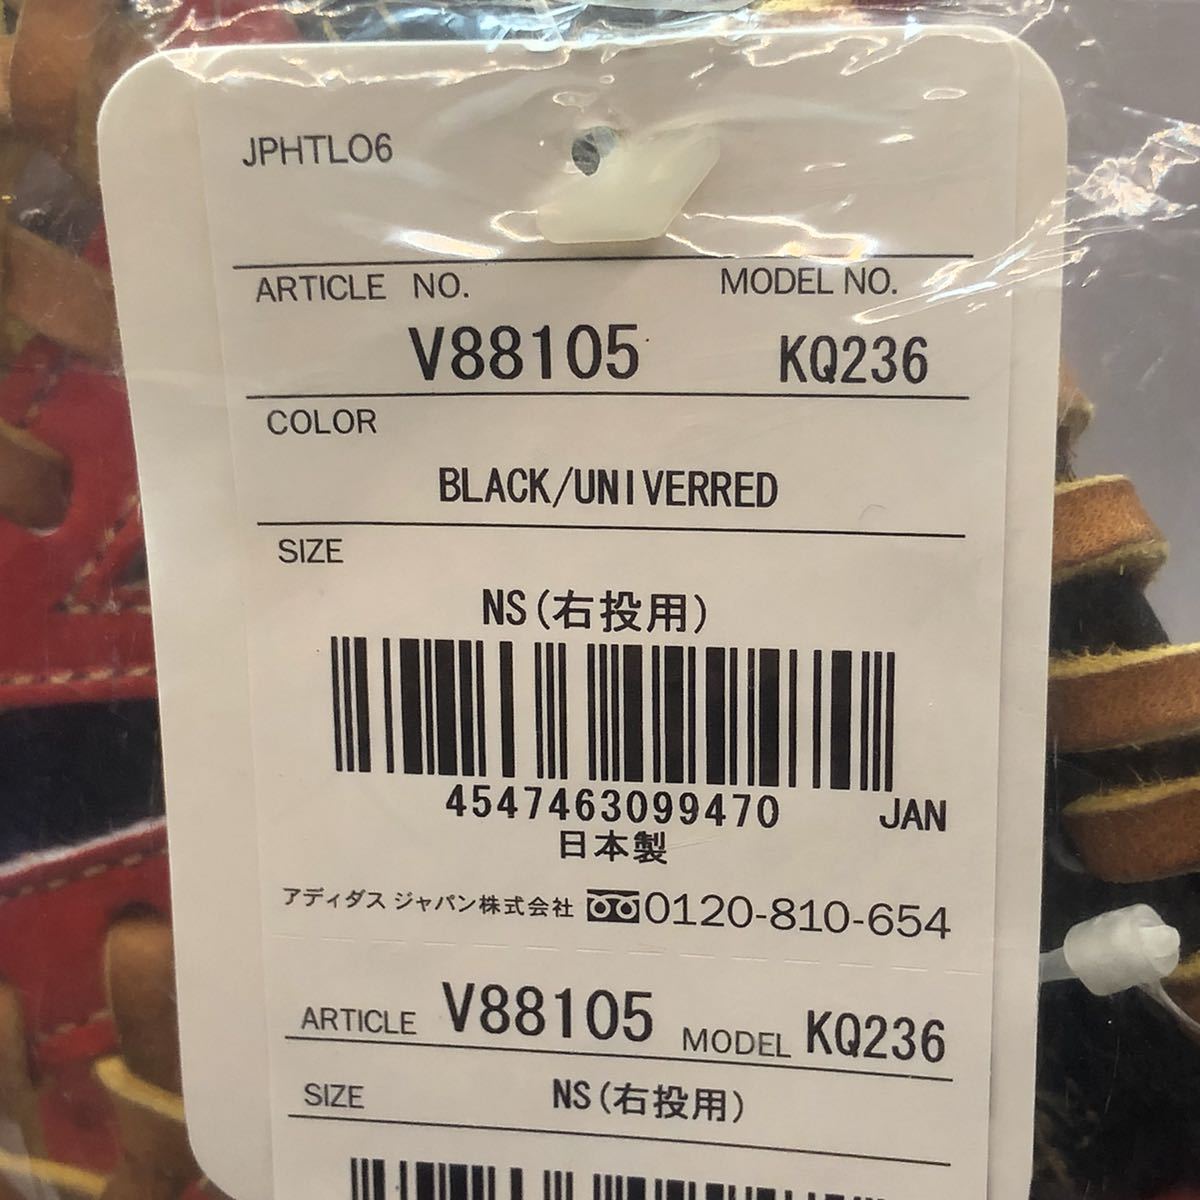 JPHTLO6
ARTICLE NO. MODEL NO.
V88105 KQ236
COLOR
BLACK/UNIVERRED
SIZE
NS(右投用)
4547463099470 JAN
日本製
アディダス ジャパン株式会社 0120-810-654
ARTICLE V88105 MODEL KQ236
SIZE NS(右投用)